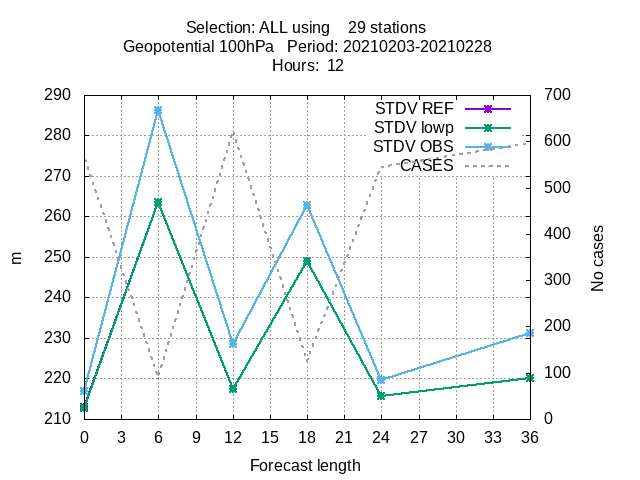 Selection: ALL using    29 stations
Geopotential 100hPa   Period: 20210203-20210228
Hours:  12
290
280
270
260
250
240
230
220
210
m
700
600
500
400
300
200
100
0
No cases
STDV REF
STDV lowp
STDV OBS
CASES
0 3 6 9 12 15 18 21 24 27 30 33 36
Forecast length